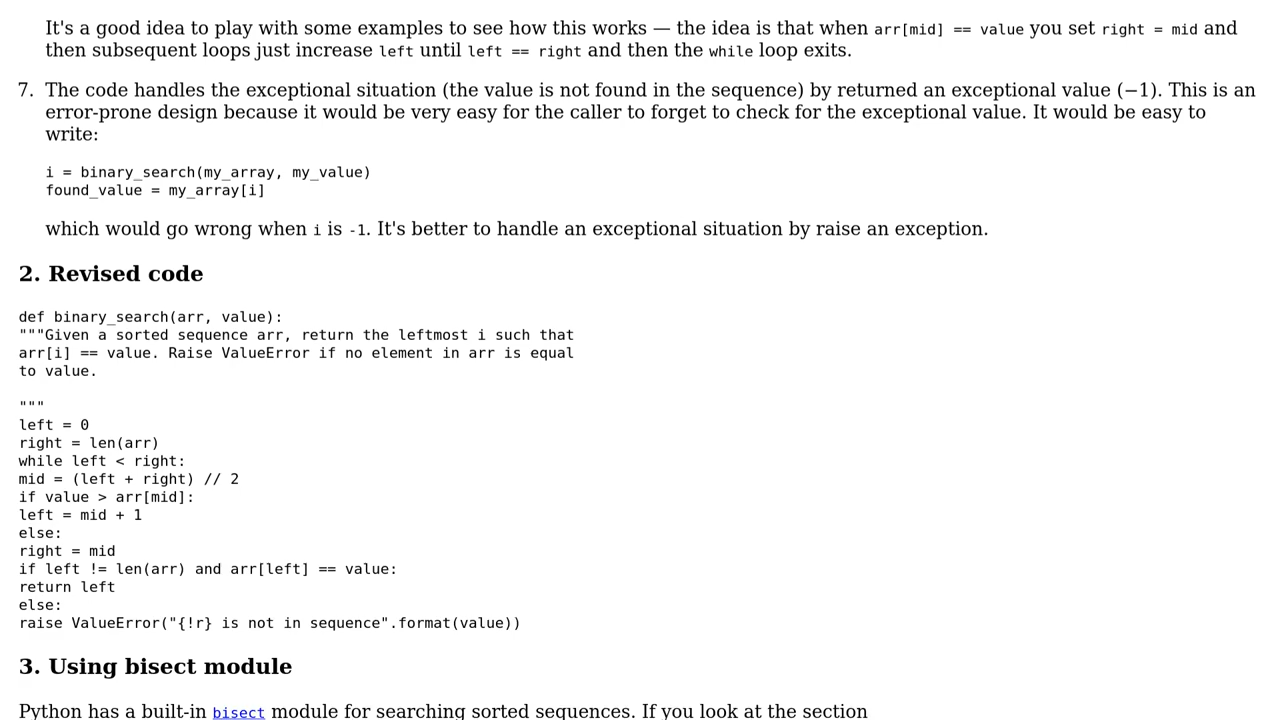 It's a good idea to play with some examples to see how this works — the idea is that when arr[mid] == value you set right = mid and
then subsequent loops just increase left until left == right and then the while loop exits.
7. The code handles the exceptional situation (the value is not found in the sequence) by returned an exceptional value (−1). This is an
error-prone design because it would be very easy for the caller to forget to check for the exceptional value. It would be easy to
write:
i = binary_search(my_array, my_value)
found_value = my_array[i]
which would go wrong when i is -1. It's better to handle an exceptional situation by raise an exception.
2. Revised code
def binary_search(arr, value):
"""Given a sorted sequence arr, return the leftmost i such that
arr[i] == value. Raise ValueError if no element in arr is equal
to value.
"""
left = 0
right = len(arr)
while left < right:
mid = (left + right) // 2
if value > arr[mid]:
left = mid + 1
else:
right = mid
if left != len(arr) and arr[left] == value:
return left
else:
raise ValueError("{!r} is not in sequence".format(value))
3. Using bisect module
Python has a built-in bisect module for searching sorted sequences. If you look at the section